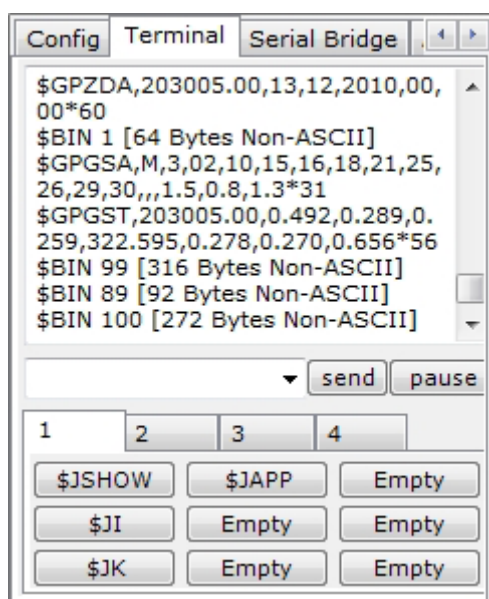 Config Terminal Serial Bridge
$GPZDA,203005.00,13,12,2010,00,
00*60
$BIN 1 [64 Bytes Non-ASCII]
$GPGSA,M,3,02,10,15,16,18,21,25,
26,29,30,,,1.5,0.8,1.3*31
$GPGST,203005.00,0.492,0.289,0.
259,322.595,0.278,0.270,0.656*56
$BIN 99 [316 Bytes Non-ASCII]
$BIN 89 [92 Bytes Non-ASCII]
$BIN 100 [272 Bytes Non-ASCII]
send pause
1 2 3 4
$JSHOW $JAPP Empty
$JI Empty Empty
$JK Empty Empty